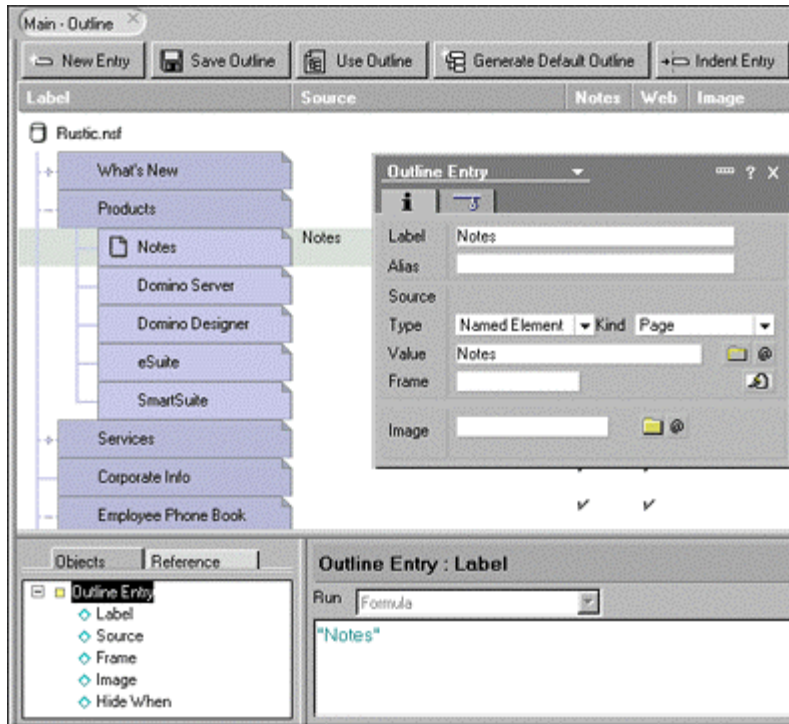 Main - Outline
New Entry Save Outline Use Outline Generate Default Outline Indent Entry
Label Source Notes Web Image
Rustic.nsf
What's New
Products
Notes Notes
Domino Server
Domino Designer
eSuite
SmartSuite
Services
Corporate Info
Employee Phone Book
Outline Entry ? X
i
Label Notes
Alias
Source
Type Named Element Kind Page
Value Notes @
Frame
Image @
Objects Reference
Outline Entry
Label
Source
Frame
Image
Hide When
Outline Entry : Label
Run Formula
"Notes"